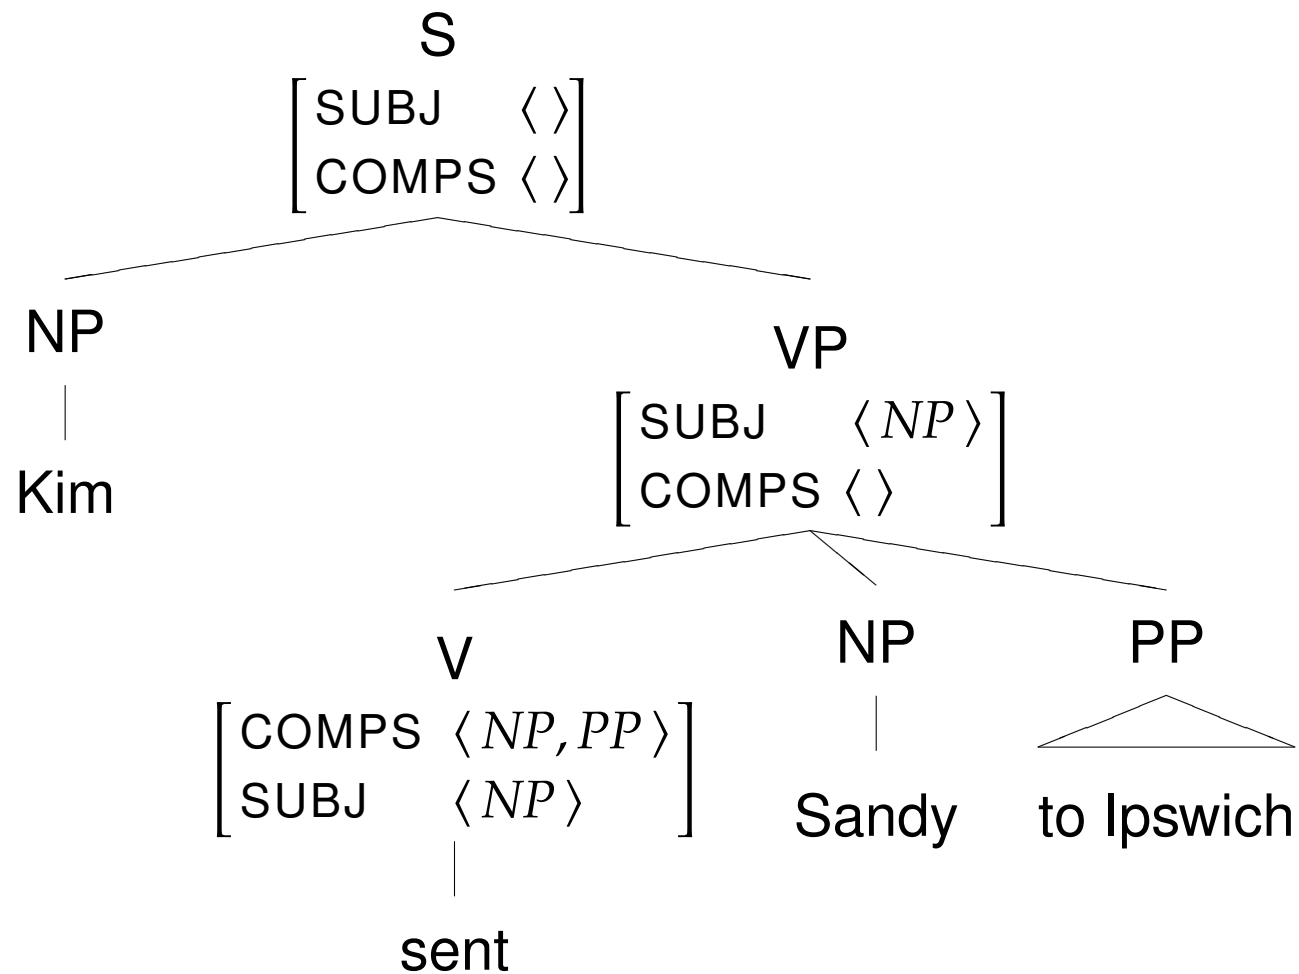 S
SUBJ ⟨ ⟩
COMPS ⟨ ⟩
NP
VP
Kim
SUBJ ⟨ NP ⟩
COMPS ⟨ ⟩
V
NP
PP
COMPS ⟨ NP, PP ⟩
SUBJ ⟨ NP ⟩
Sandy
to Ipswich
sent